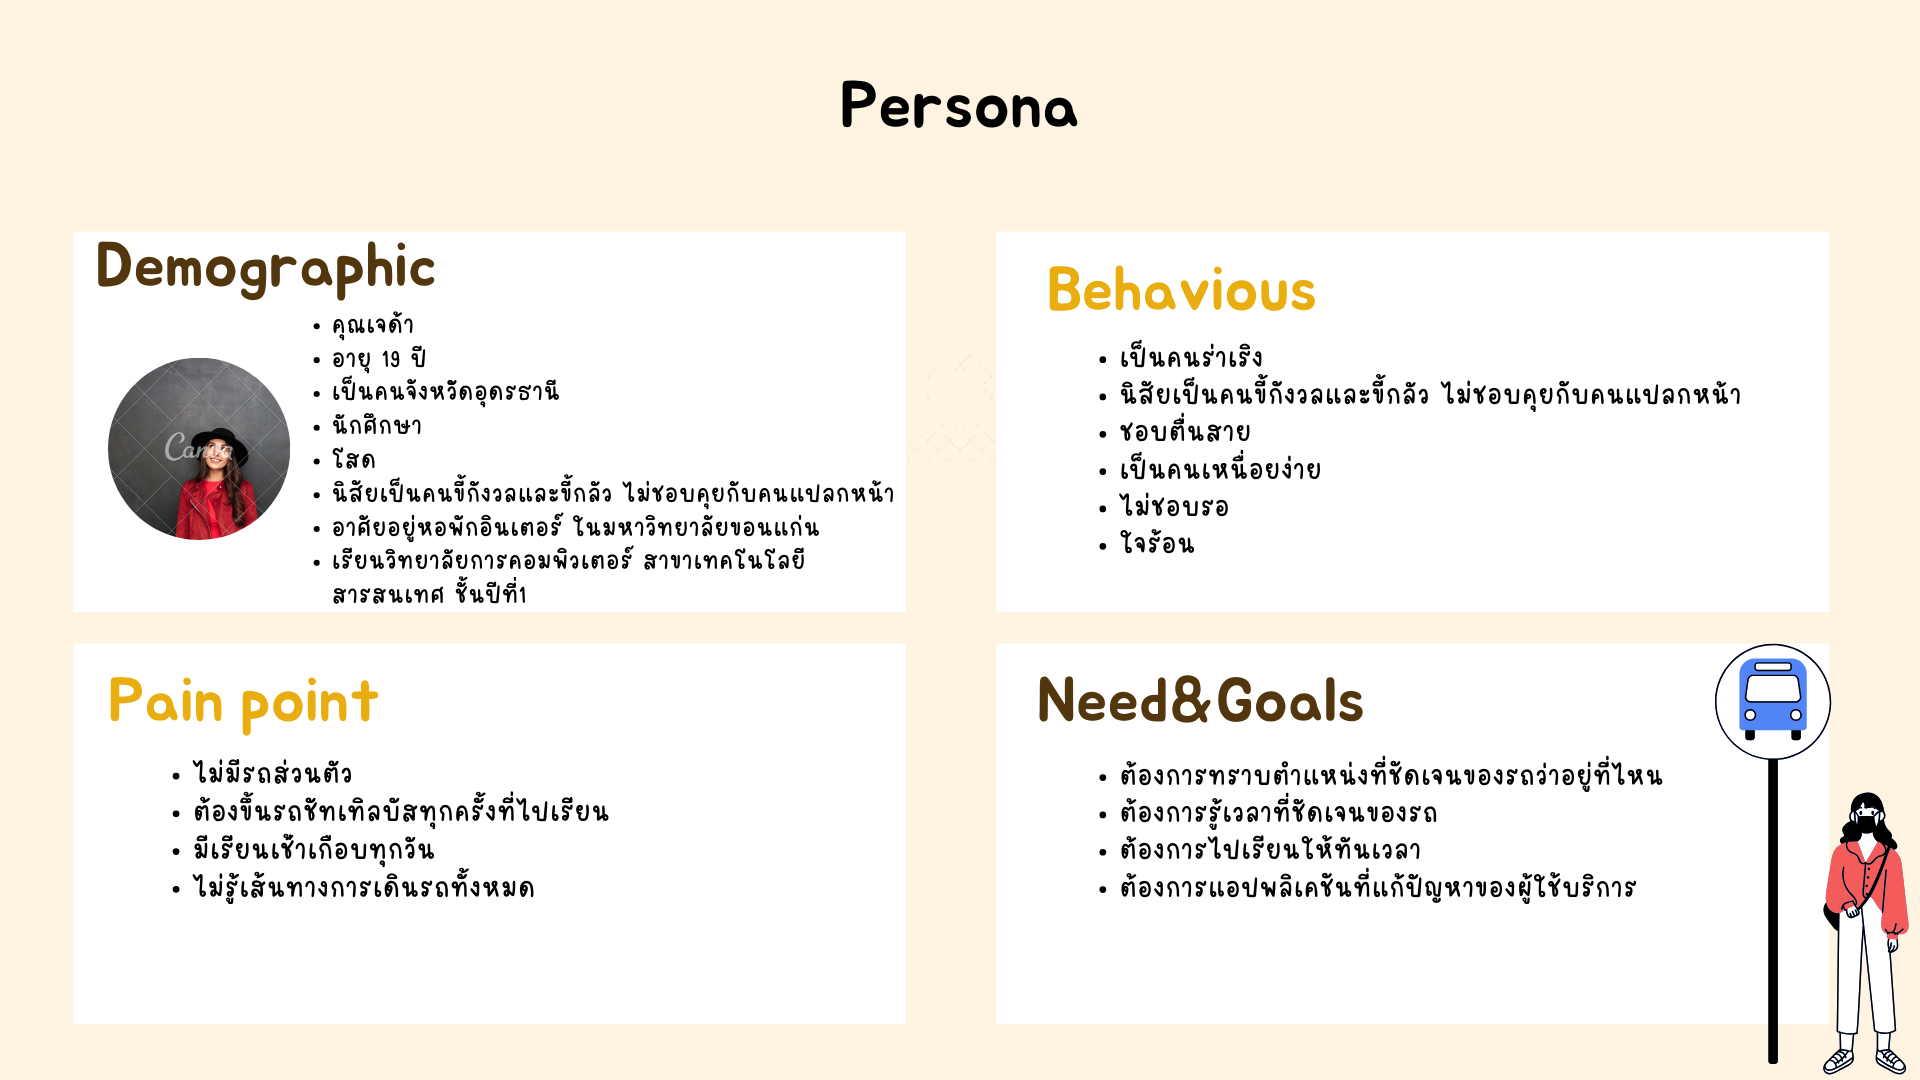 Persona
Demographic
• คุณเจด้า
• อายุ 19 ปี
• เป็นคนจังหวัดอุดรธานี
• นักศึกษา
• โสด
• นิสัยเป็นคนขี้กังวลและขี้กลัว ไม่ชอบคุยกับคนแปลกหน้า
• อาศัยอยู่หอพักอินเตอร์ ในมหาวิทยาลัยขอนแก่น
• เรียนวิทยาลัยการคอมพิวเตอร์ สาขาเทคโนโลยี
สารสนเทศ ชั้นปีที่1
Canva
Behavious
• เป็นคนร่าเริง
• นิสัยเป็นคนขี้กังวลและขี้กลัว ไม่ชอบคุยกับคนแปลกหน้า
• ชอบตื่นสาย
• เป็นคนเหนื่อยง่าย
• ไม่ชอบรอ
• ใจร้อน
Pain point
• ไม่มีรถส่วนตัว
• ต้องขึ้นรถชัทเทิลบัสทุกครั้งที่ไปเรียน
• มีเรียนเช้าเกือบทุกวัน
• ไม่รู้เส้นทางการเดินรถทั้งหมด
Need&Goals
• ต้องการทราบตำแหน่งที่ชัดเจนของรถว่าอยู่ที่ไหน
• ต้องการรู้เวลาที่ชัดเจนของรถ
• ต้องการไปเรียนให้ทันเวลา
• ต้องการแอปพลิเคชันที่แก้ปัญหาของผู้ใช้บริการ